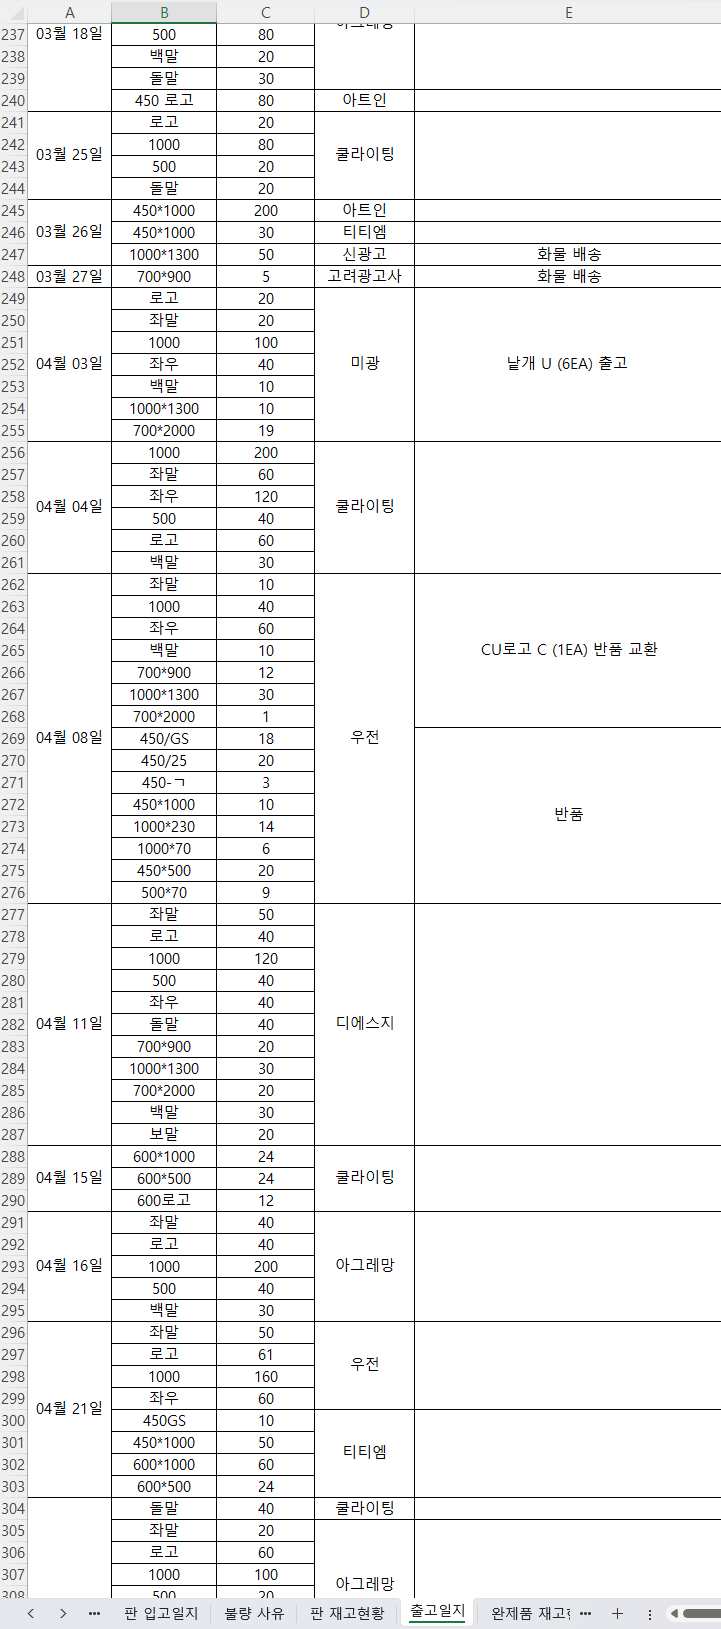 A B C D E
237 03월 18일 500 80 아그레망
238 백말 20
239 돌말 30
240 450 로고 80 아트인
241 로고 20
242 1000 80
03월 25일 쿨라이팅
243 500 20
244 돌말 20
245 450*1000 200 아트인
246 03월 26일 450*1000 30 티티엠
247 1000*1300 50 신광고 화물 배송
248 03월 27일 700*900 5 고려광고사 화물 배송
249 로고 20
250 좌말 20
251 1000 100
252 04월 03일 좌우 40 미광 낱개 U (6EA) 출고
253 백말 10
254 1000*1300 10
255 700*2000 19
256 1000 200
257 좌말 60
258 좌우 120
04월 04일 쿨라이팅
259 500 40
260 로고 60
261 백말 30
262 좌말 10
263 1000 40
264 좌우 60
265 백말 10 CU로고 C (1EA) 반품 교환
266 700*900 12
267 1000*1300 30
268 700*2000 1
269 04월 08일 450/GS 18 우전
270 450/25 20
271 450-ㄱ 3
272 450*1000 10
273 1000*230 14
반품
274 1000*70 6
275 450*500 20
276 500*70 9
277 좌말 50
278 로고 40
279 1000 120
280 500 40
281 좌우 40
282 04월 11일 돌말 40 디에스지
283 700*900 20
284 1000*1300 30
285 700*2000 20
286 백말 30
287 보말 20
288 600*1000 24
289 04월 15일 600*500 24 쿨라이팅
290 600로고 12
291 좌말 40
292 로고 40
293 04월 16일 1000 200 아그레망
294 500 40
295 백말 30
296 좌말 50
297 로고 61
우전
298 1000 160
299 좌우 60
04월 21일
300 450GS 10
301 450*1000 50
티티엠
302 600*1000 60
303 600*500 24
304 돌말 40 쿨라이팅
305 좌말 20
306 로고 60
307 1000 100 아그레망
308 500 20
판 입고일지 불량 사유 판 재고현황 출고일지 완제품 재고